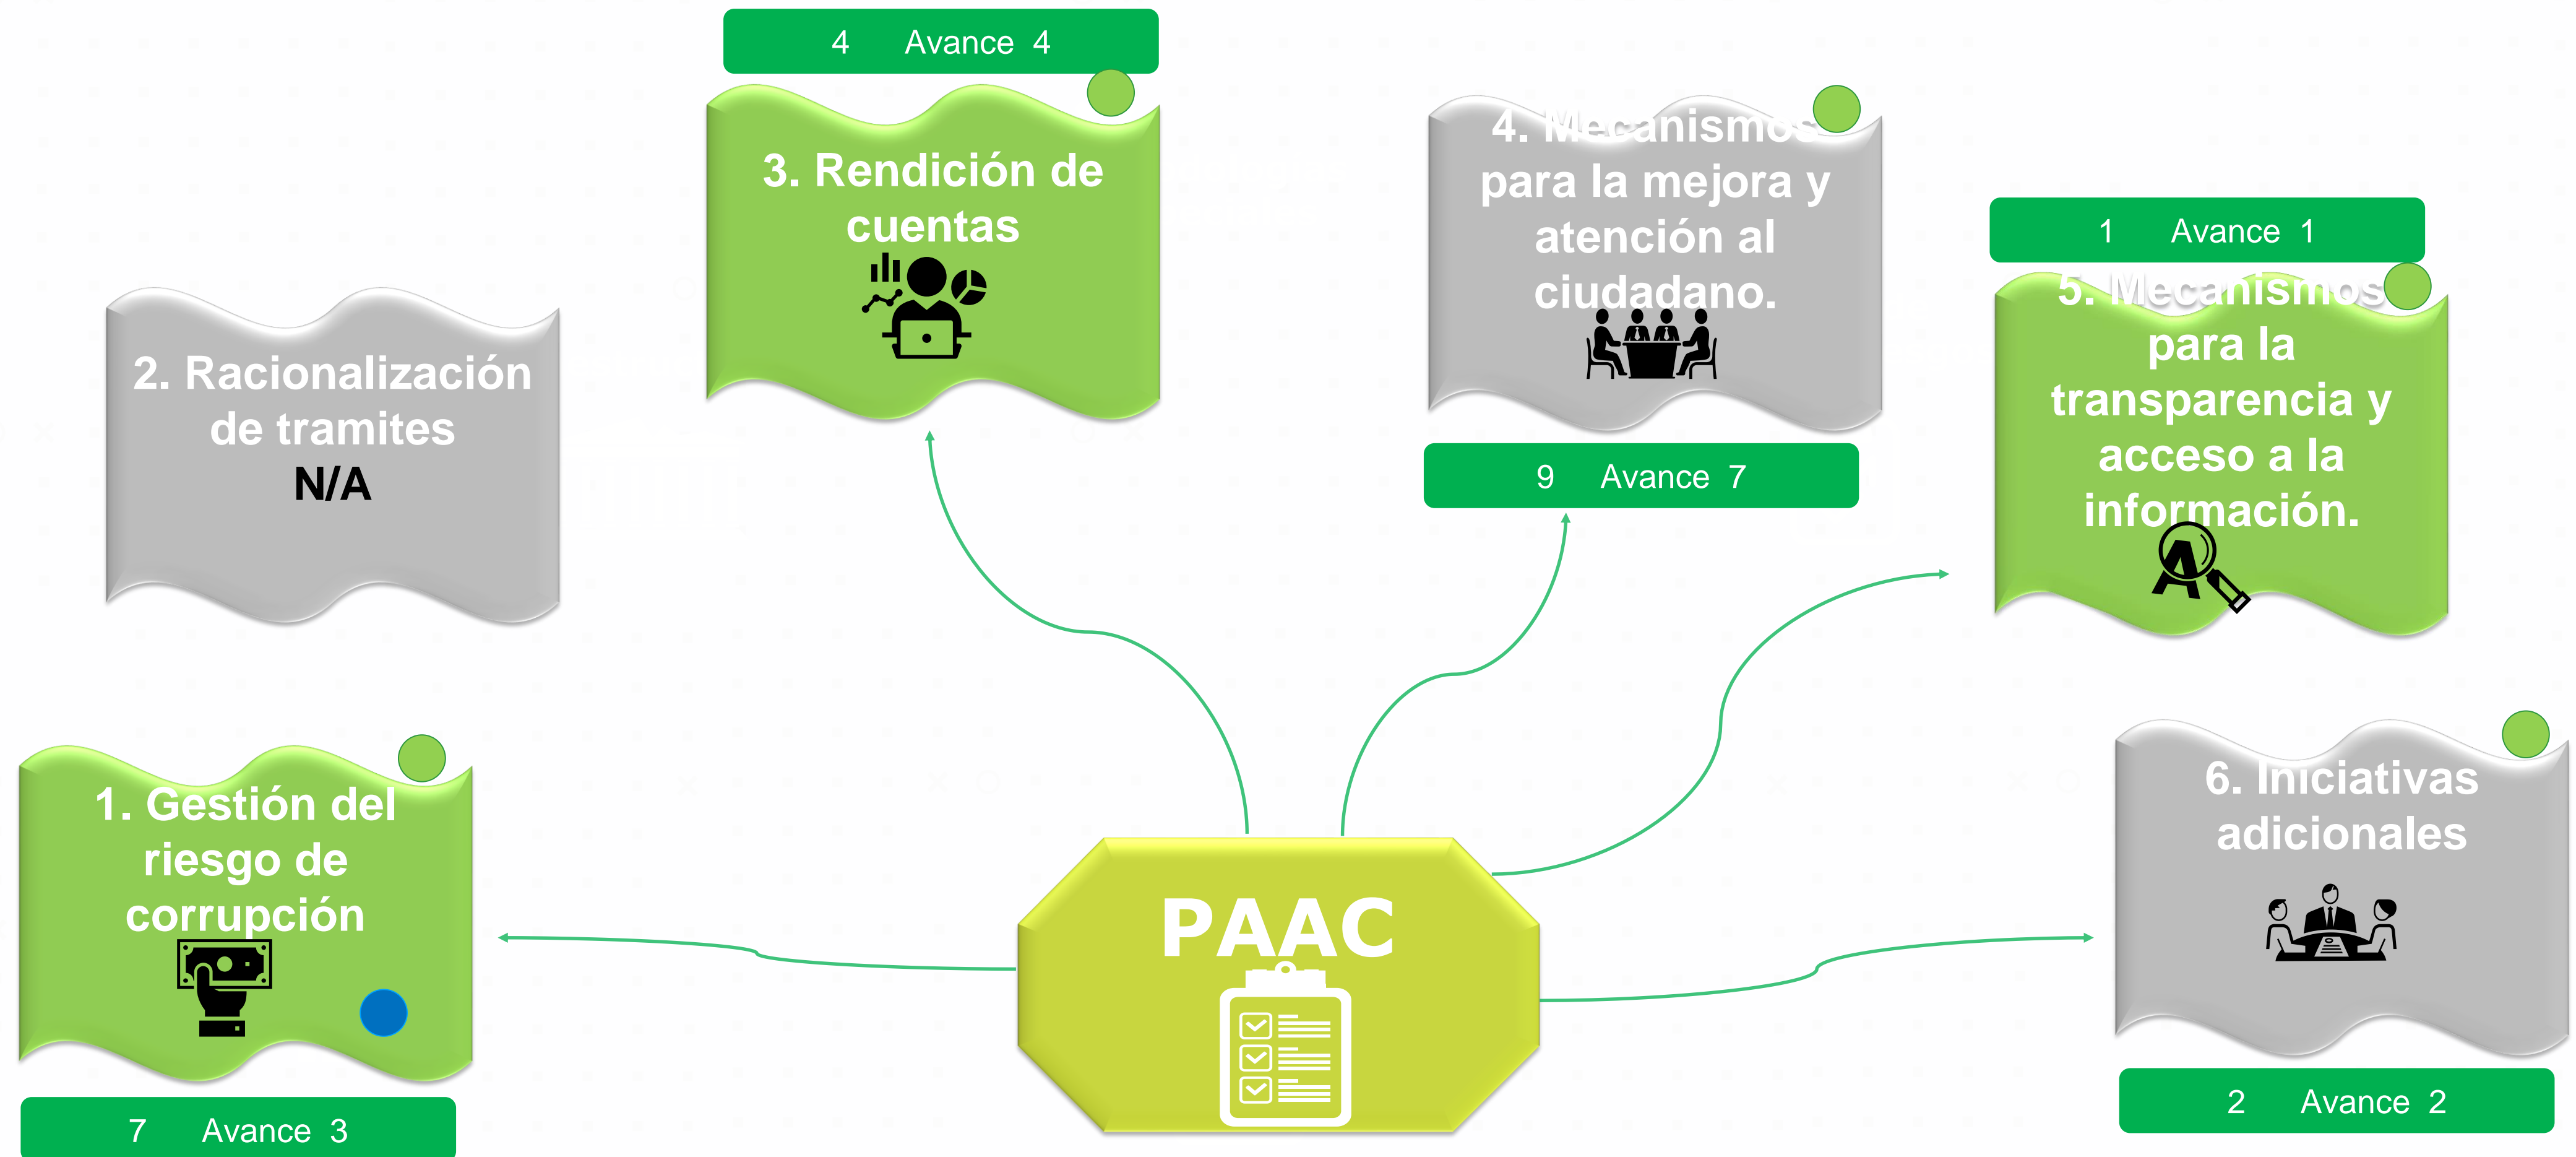 4 Avance 4
3. Rendición de
cuentas
4. Mecanismos
para la mejora y
atención al
ciudadano.
9 Avance 7
1 Avance 1
5. Mecanismos
para la
transparencia y
acceso a la
información.
2. Racionalización
de tramites
N/A
1. Gestión del
riesgo de
corrupción
7 Avance 3
PAAC
6. Iniciativas
adicionales
2 Avance 2